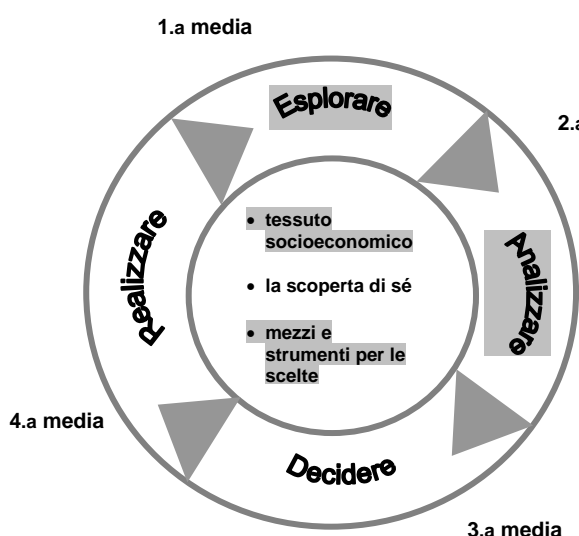 1.a media
Esplorare
2.a
Analizzare
• tessuto
socioeconomico
• la scoperta di sé
• mezzi e
strumenti per le
scelte
Realizzare
4.a media
Decidere
3.a media